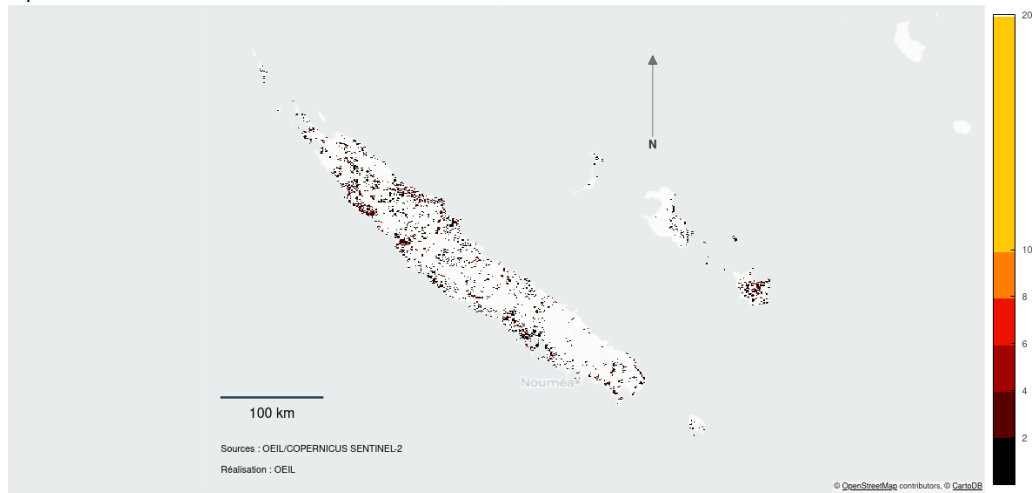 20
N
10
8
6
Nouméa
4
100 km
2
Sources : OEIL/COPERNICUS SENTINEL-2
Réalisation : OEIL
© OpenStreetMap contributors, © CartoDB